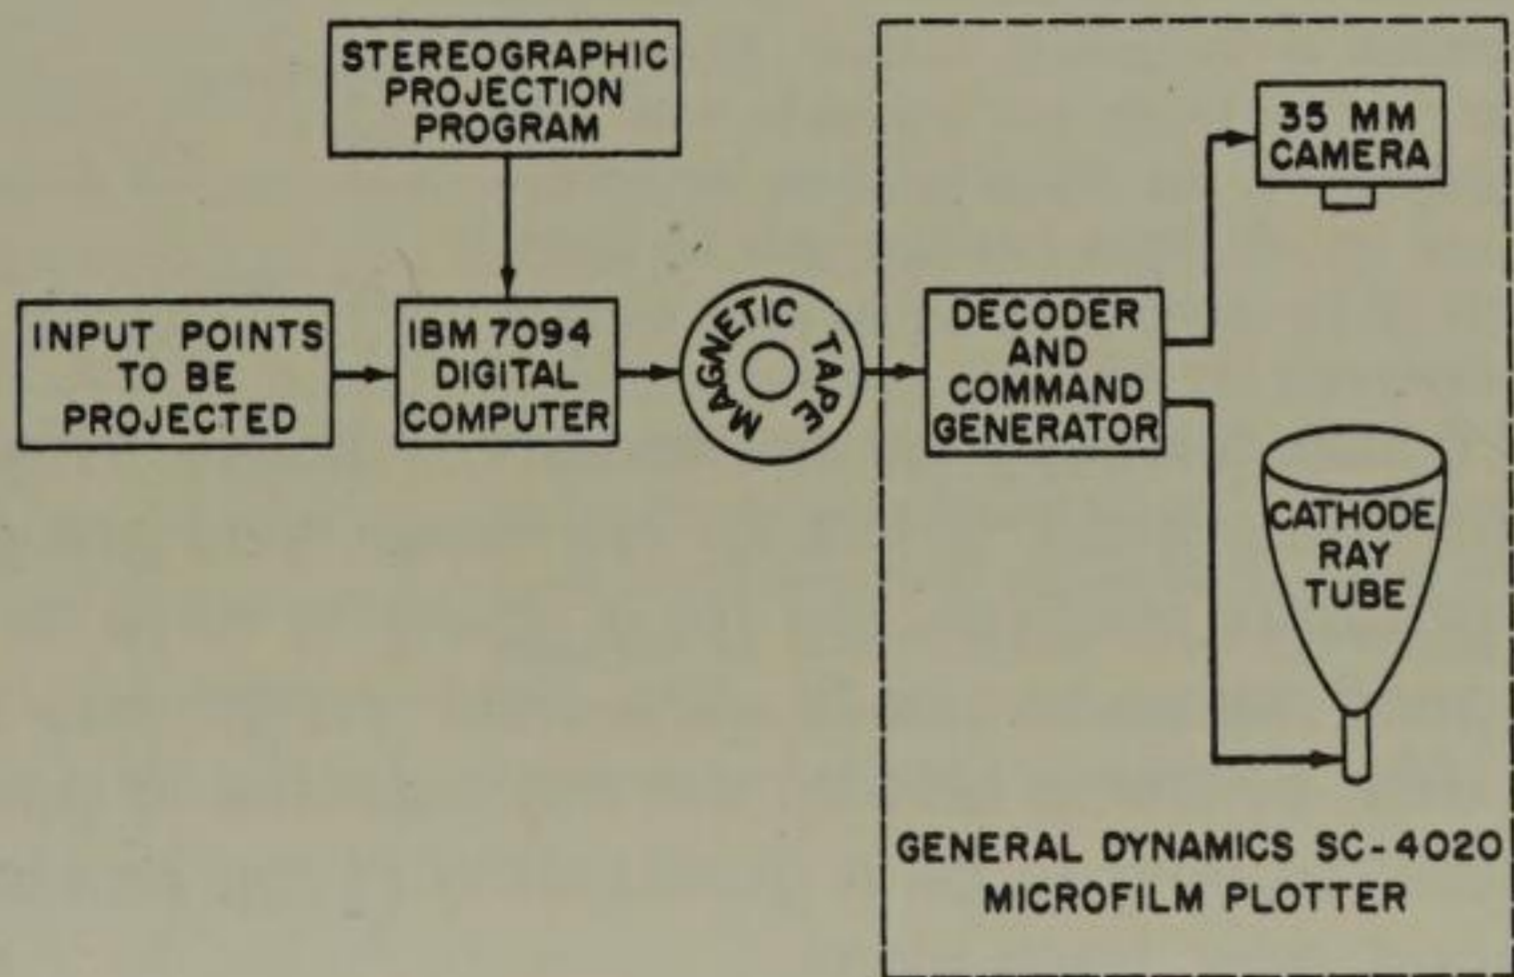 STEREOGRAPHIC
PROJECTION
PROGRAM
35 MM
CAMERA
INPUT POINTS
TO BE
PROJECTED
IBM 7094
DIGITAL
COMPUTER
MAGNETIC TAPE
DECODER
AND
COMMAND
GENERATOR
CATHODE
RAY
TUBE
GENERAL DYNAMICS SC-4020
MICROFILM PLOTTER